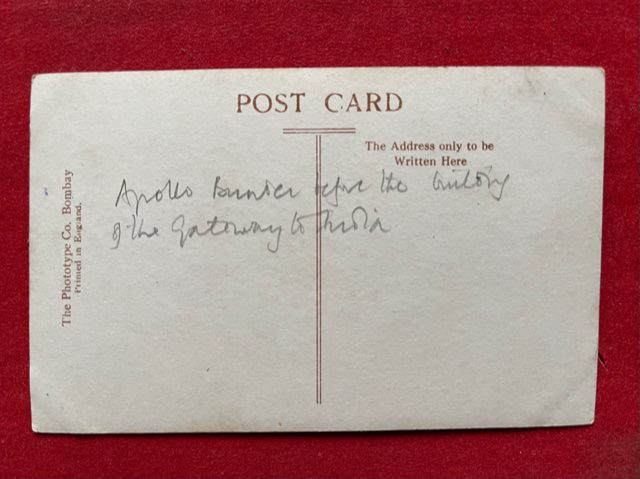 POST CARD
The Address only to be
Written Here
Apollo Bunder before the building
of the Gateway to India
The Phototype Co. Bombay
Printed in England.